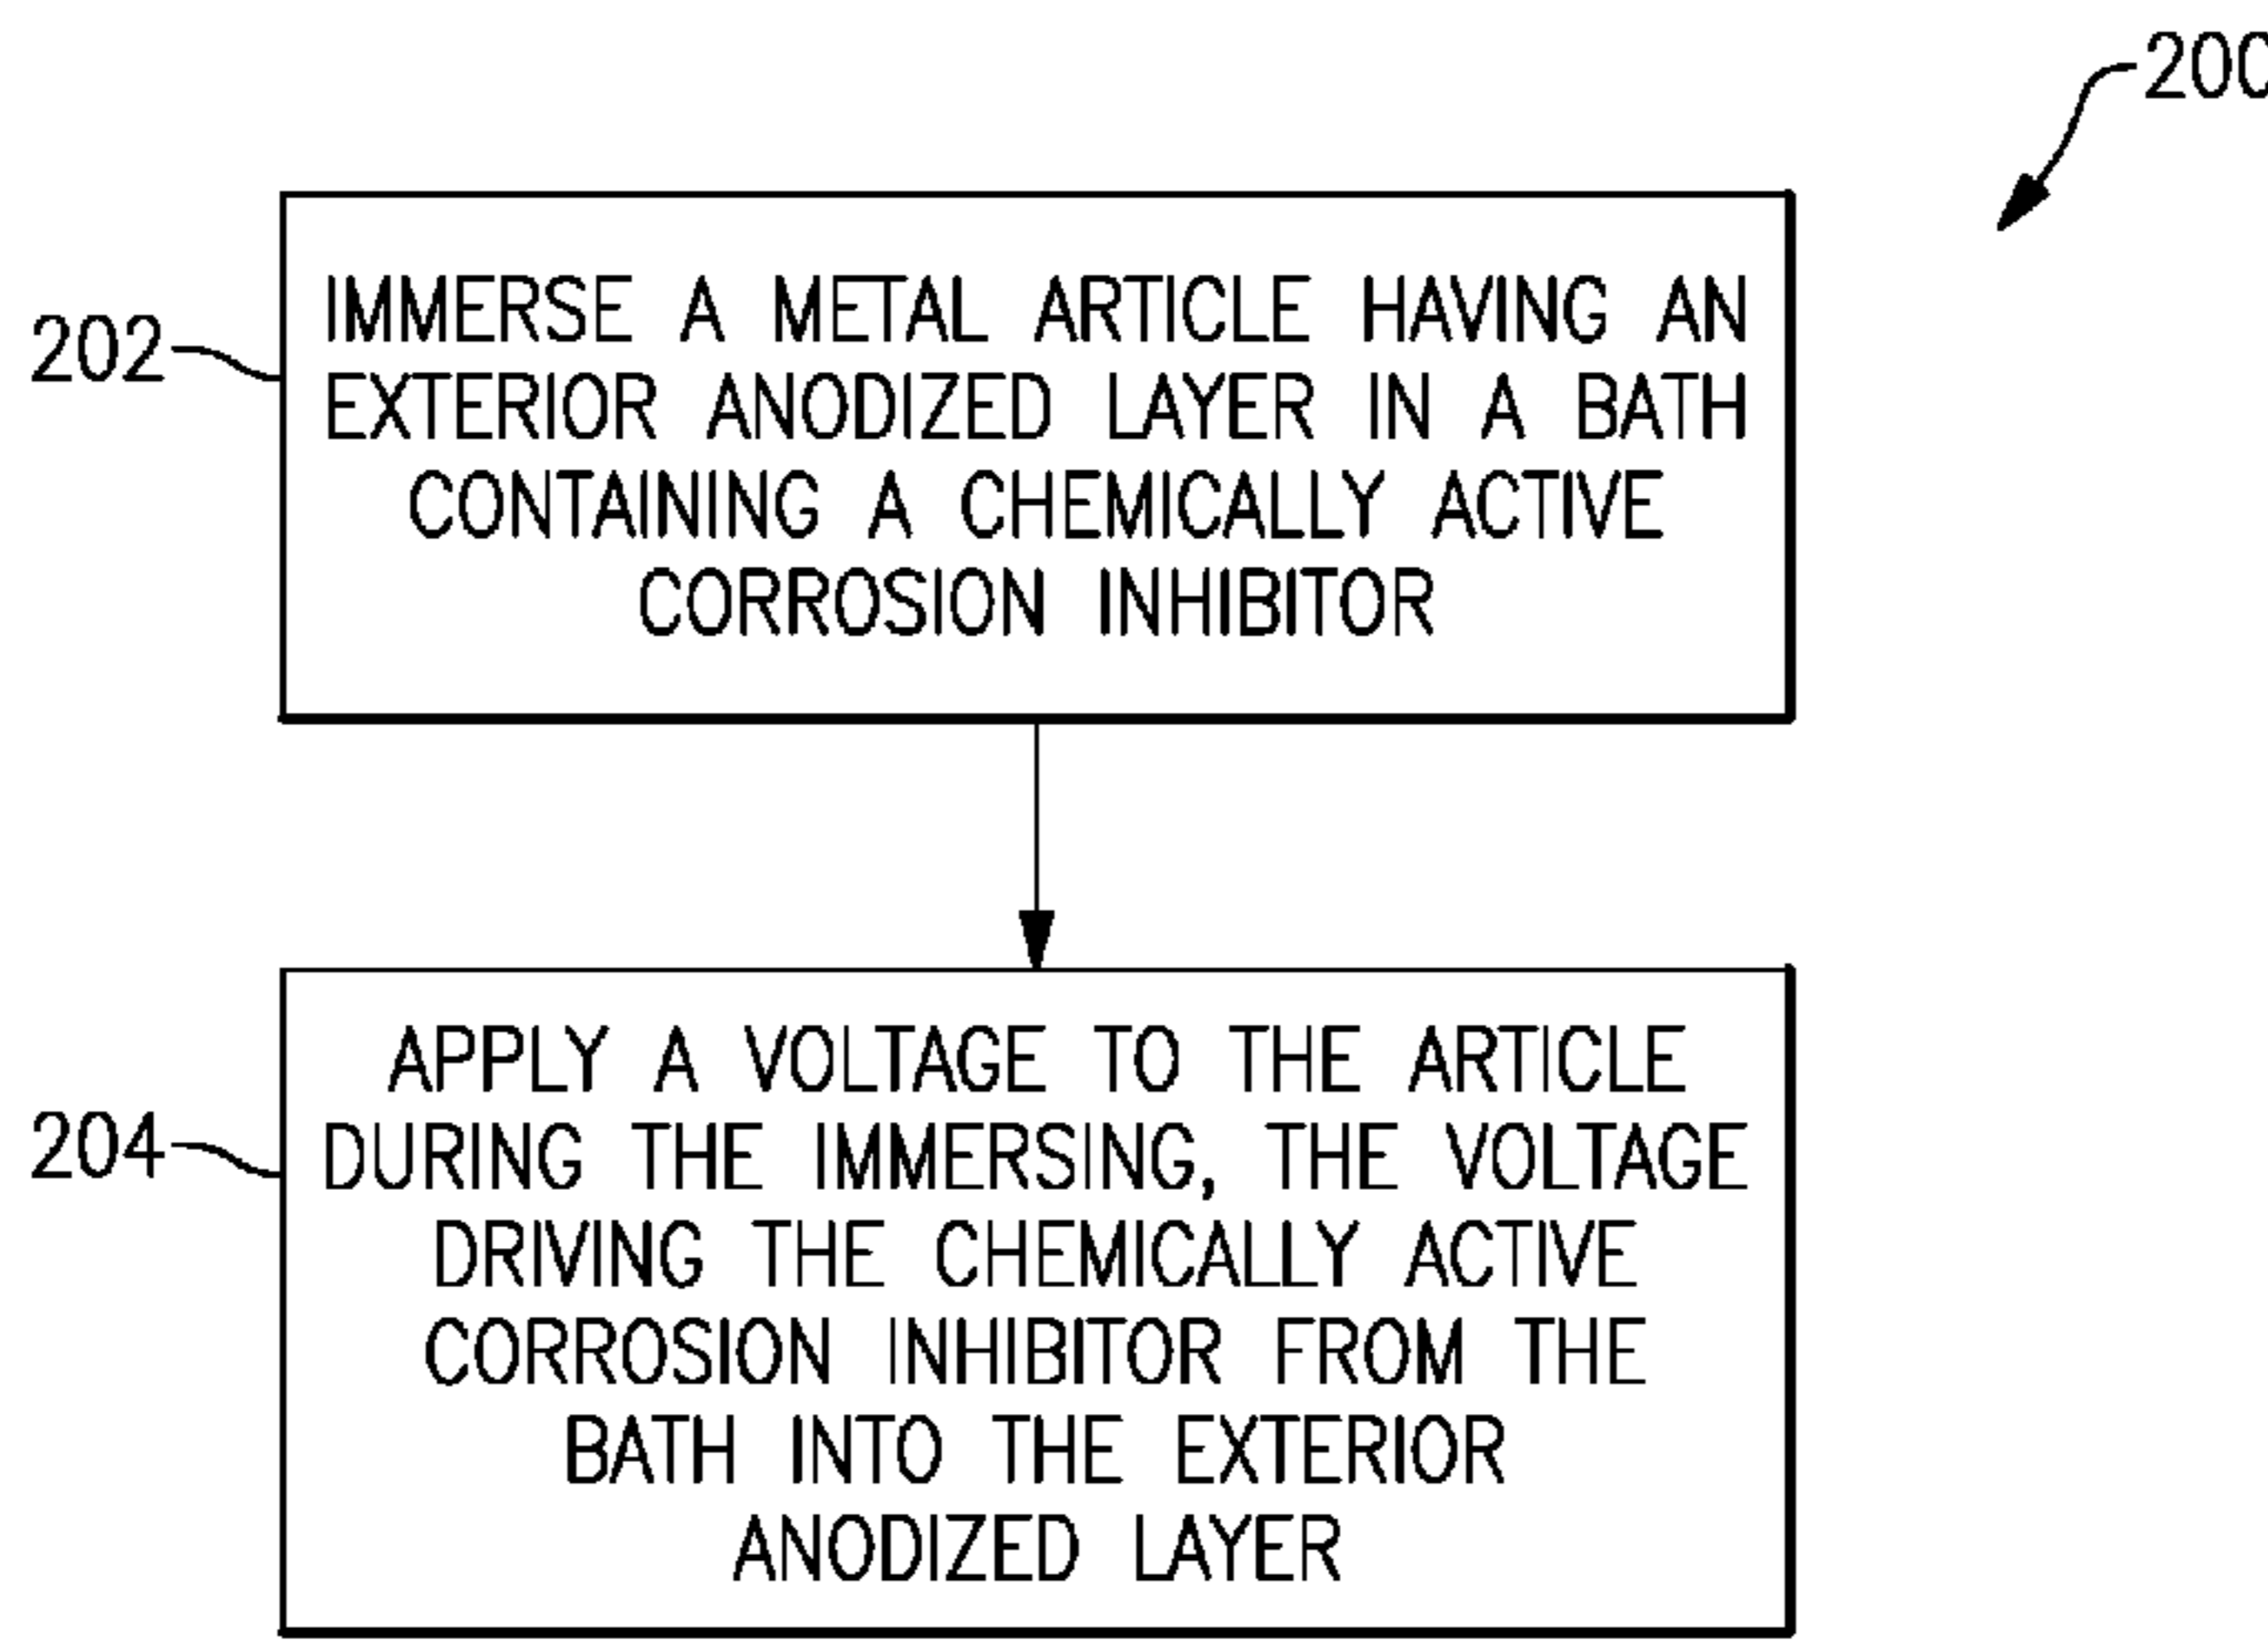 200
202
IMMERSE A METAL ARTICLE HAVING AN
EXTERIOR ANODIZED LAYER IN A BATH
CONTAINING A CHEMICALLY ACTIVE
CORROSION INHIBITOR
204
APPLY A VOLTAGE TO THE ARTICLE
DURING THE IMMERSING, THE VOLTAGE
DRIVING THE CHEMICALLY ACTIVE
CORROSION INHIBITOR FROM THE
BATH INTO THE EXTERIOR
ANODIZED LAYER